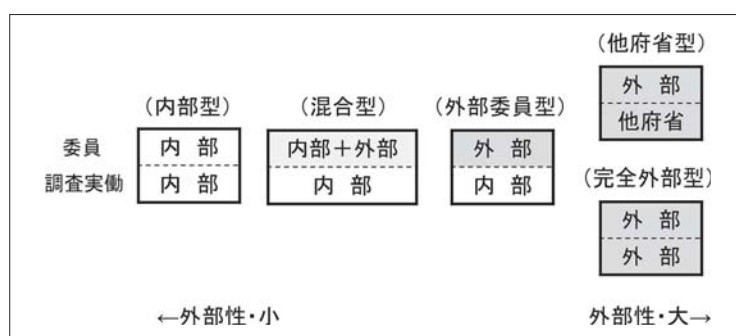 （他府省型）
外 部
他府省
（内部型） （混合型） （外部委員型）
委員 内 部 内部＋外部 外 部
調査実働 内 部 内 部 内 部
（完全外部型）
外 部
外 部
←外部性・小 外部性・大→